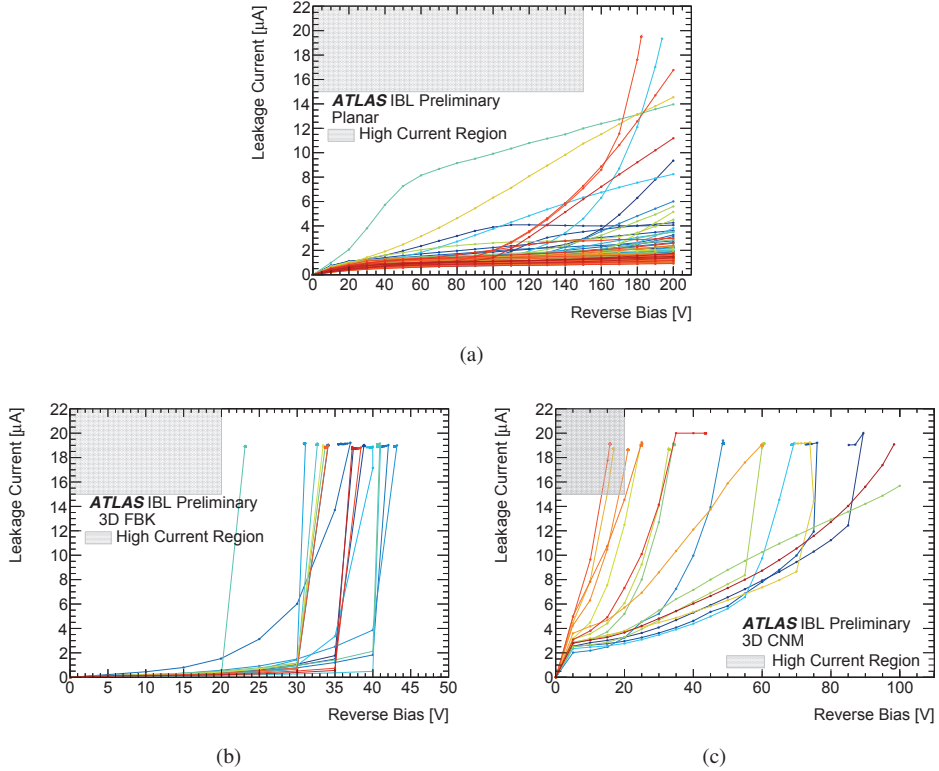 Leakage Current [µA]
22
20
18
16
14
12
10
8
6
4
2
0
ATLAS IBL Preliminary
Planar
High Current Region
0 20 40 60 80 100 120 140 160 180 200
Reverse Bias [V]
(a)
Leakage Current [µA]
22
20
18
16
14
12
10
8
6
4
2
0
ATLAS IBL Preliminary
3D FBK
High Current Region
0 5 10 15 20 25 30 35 40 45 50
Reverse Bias [V]
(b)
Leakage Current [µA]
22
20
18
16
14
12
10
8
6
4
2
0
ATLAS IBL Preliminary
3D CNM
High Current Region
0 20 40 60 80 100
Reverse Bias [V]
(c)